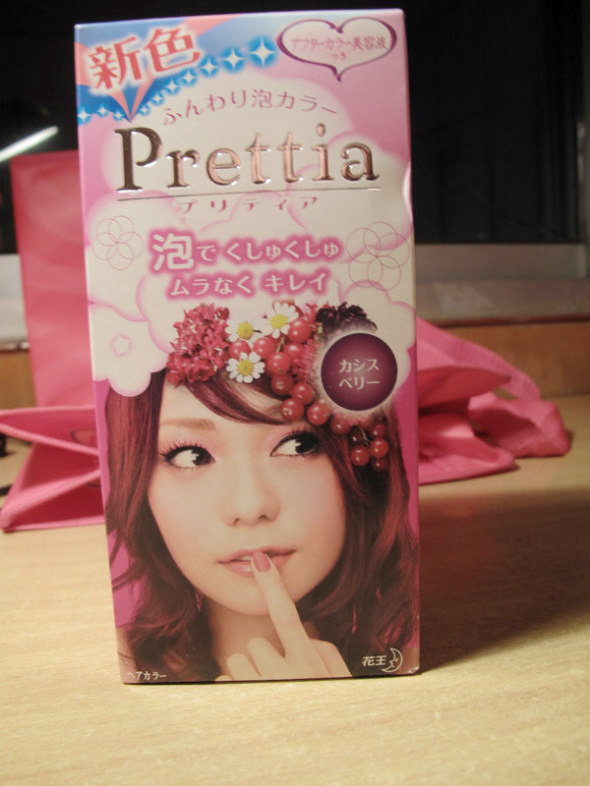 新色
アフターカラー美容液
つき
ふんわり泡カラー
Prettia
プリティア
泡で くしゅくしゅ
ムラなく キレイ
カシス
ベリー
ヘアカラー
花王